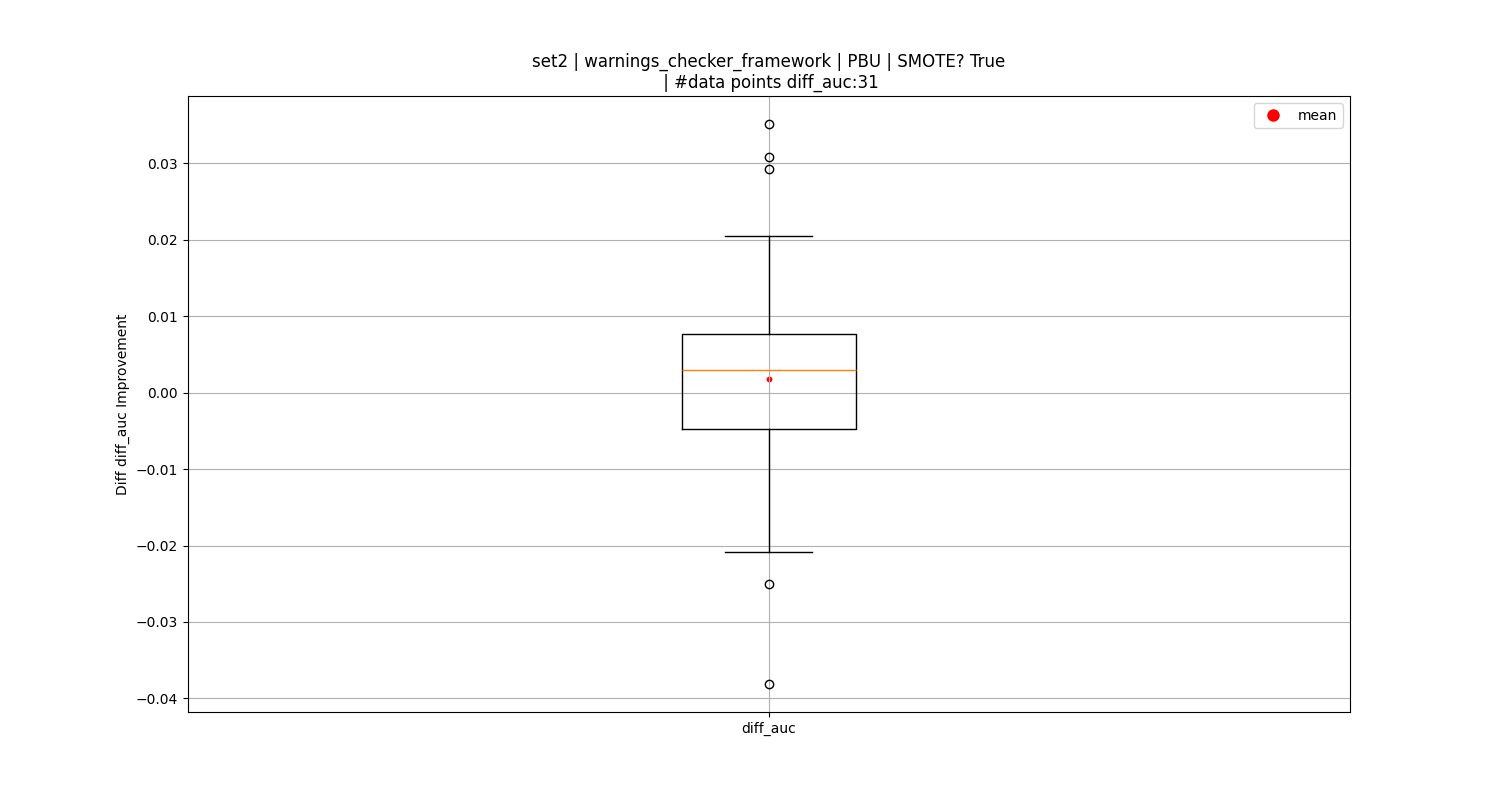 set2 | warnings_checker_framework | PBU | SMOTE? True
| #data points diff_auc:31
mean
0.03
0.02
0.01
0.00
−0.01
−0.02
−0.03
−0.04
Diff diff_auc Improvement
diff_auc